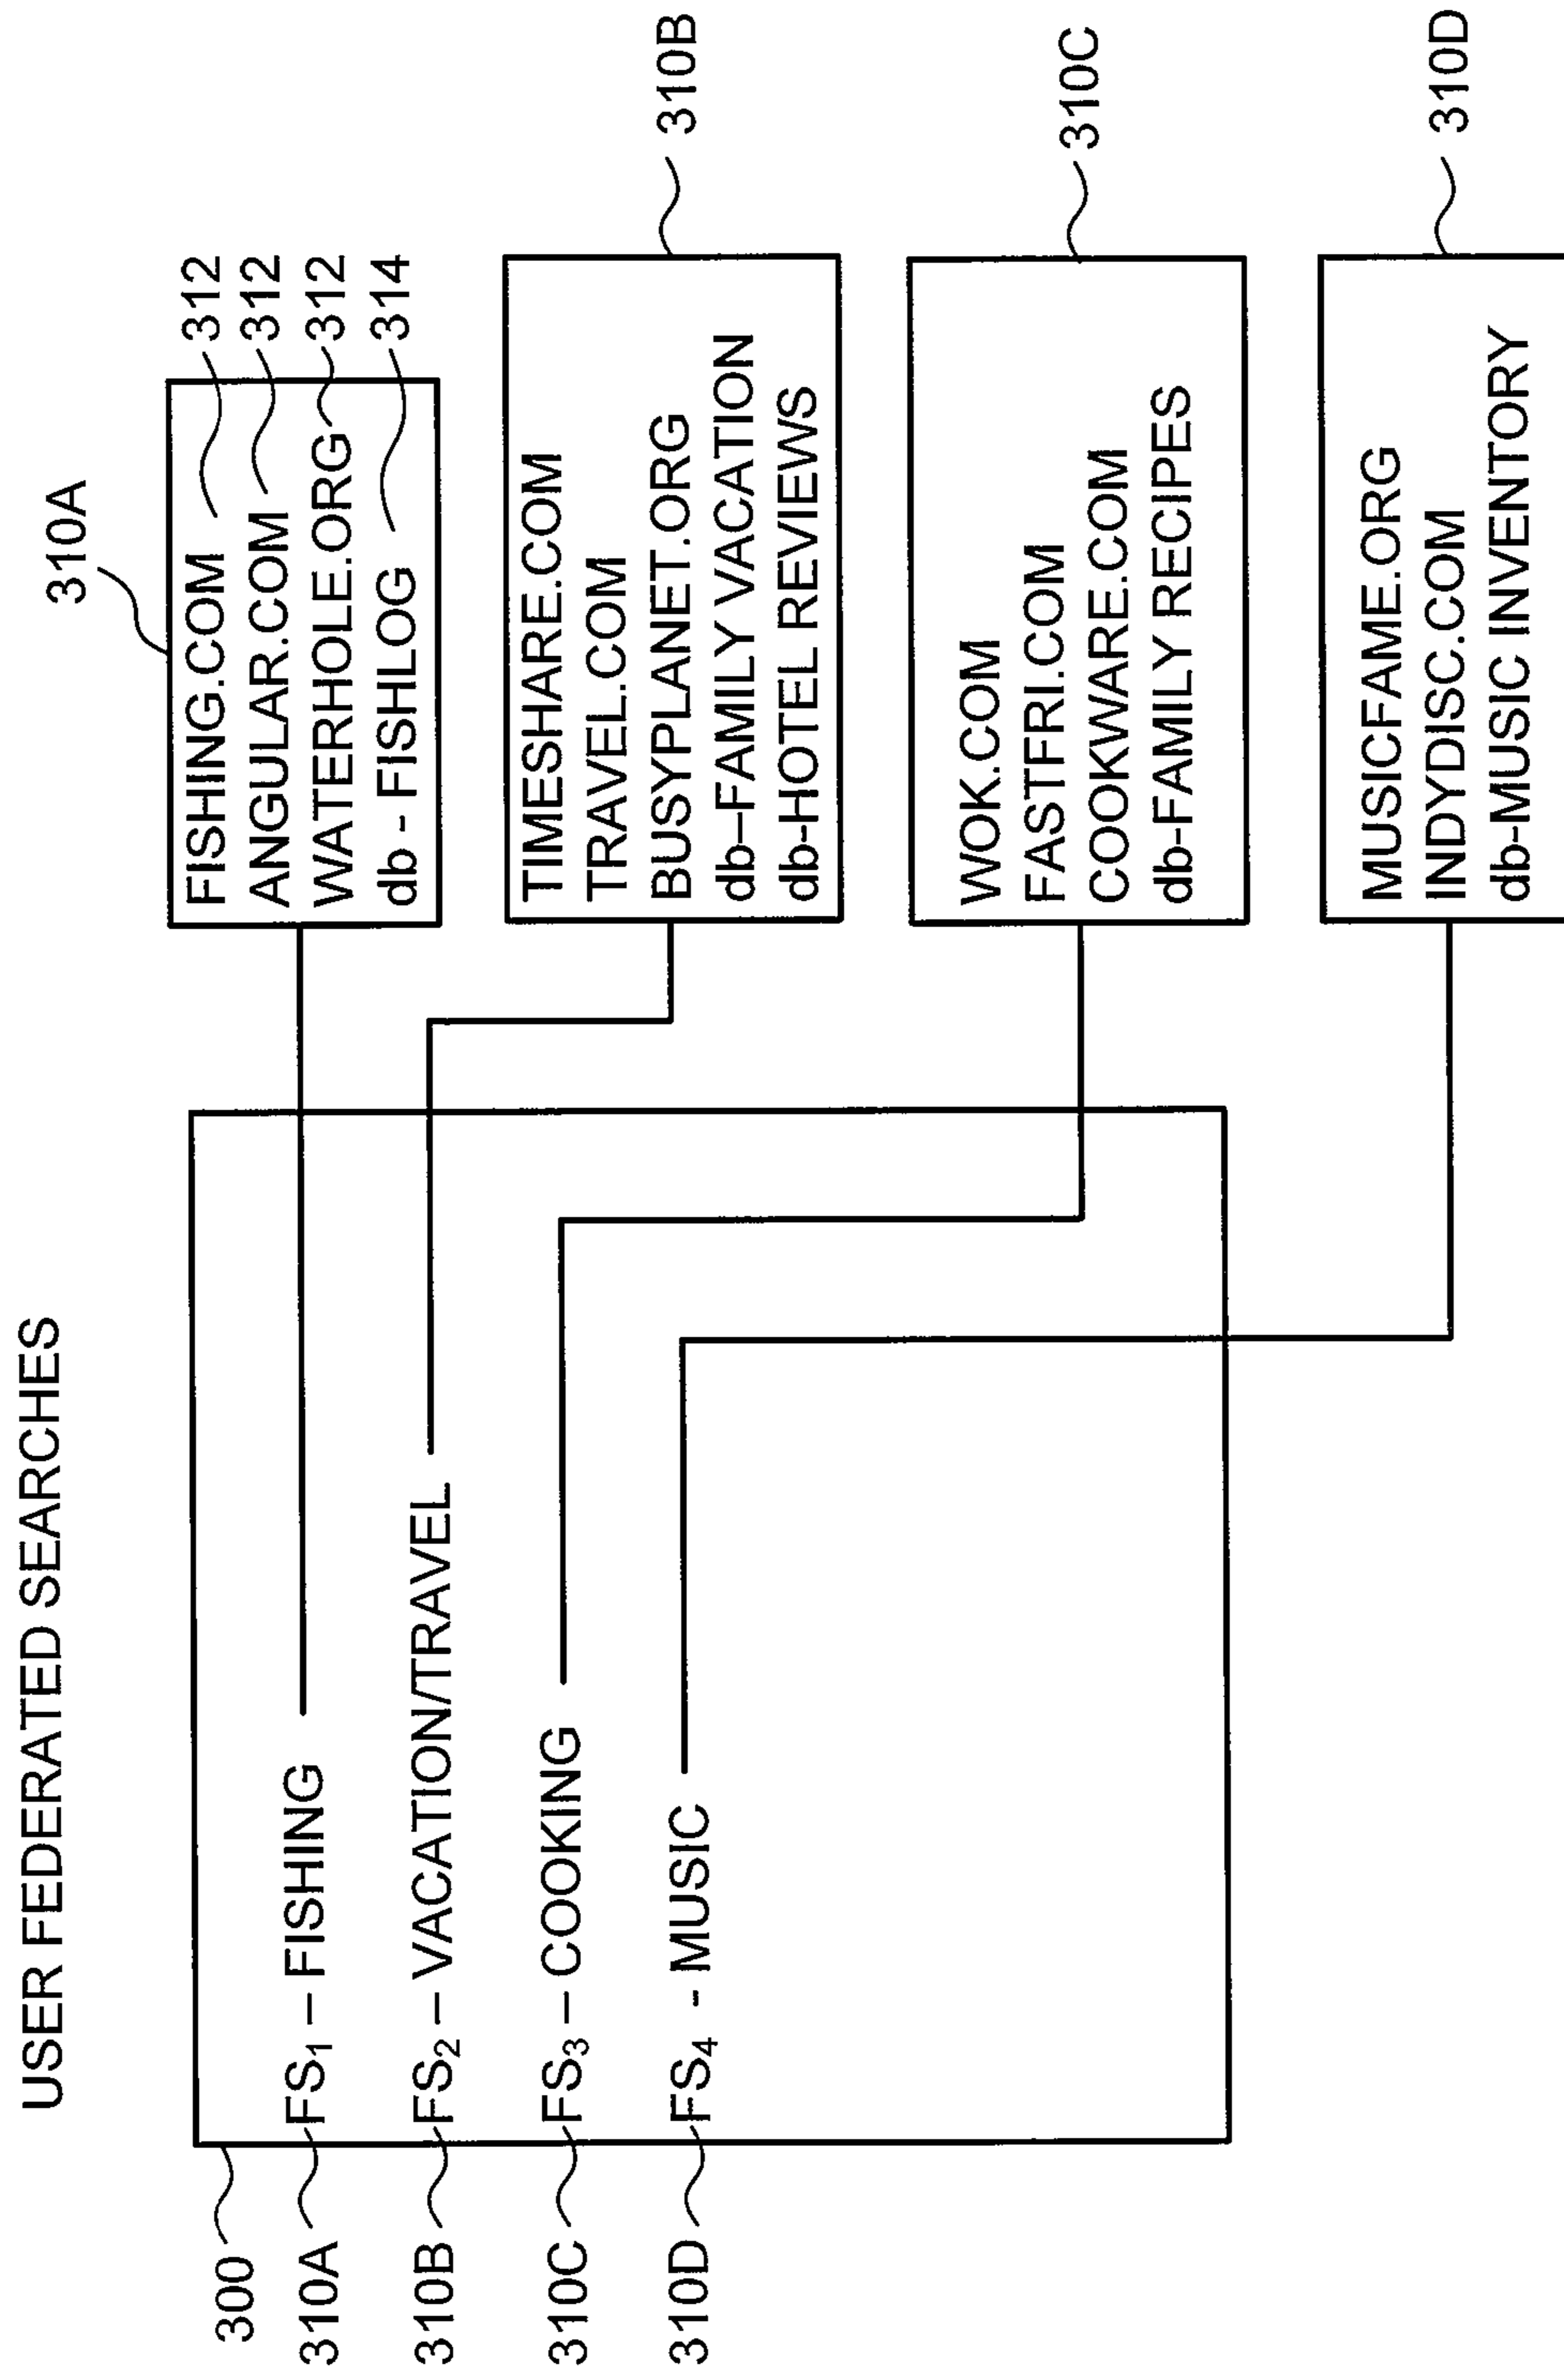 USER FEDERATED SEARCHES
300
310A
FS1 – FISHING
310B
FS2 – VACATION/TRAVEL
310C
FS3 – COOKING
310D
FS4 - MUSIC
310A
FISHING.COM
312
ANGULAR.COM
312
WATERHOLE.ORG
312
db - FISHLOG
314
TIMESHARE.COM
TRAVEL.COM
BUSYPLANET.ORG
db–FAMILY VACATION
db-HOTEL REVIEWS
310B
WOK.COM
FASTFRI.COM
COOKWARE.COM
db-FAMILY RECIPES
310C
MUSICFAME.ORG
INDYDISC.COM
db-MUSIC INVENTORY
310D